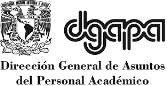 dgapa
Dirección General de Asuntos
del Personal Académico